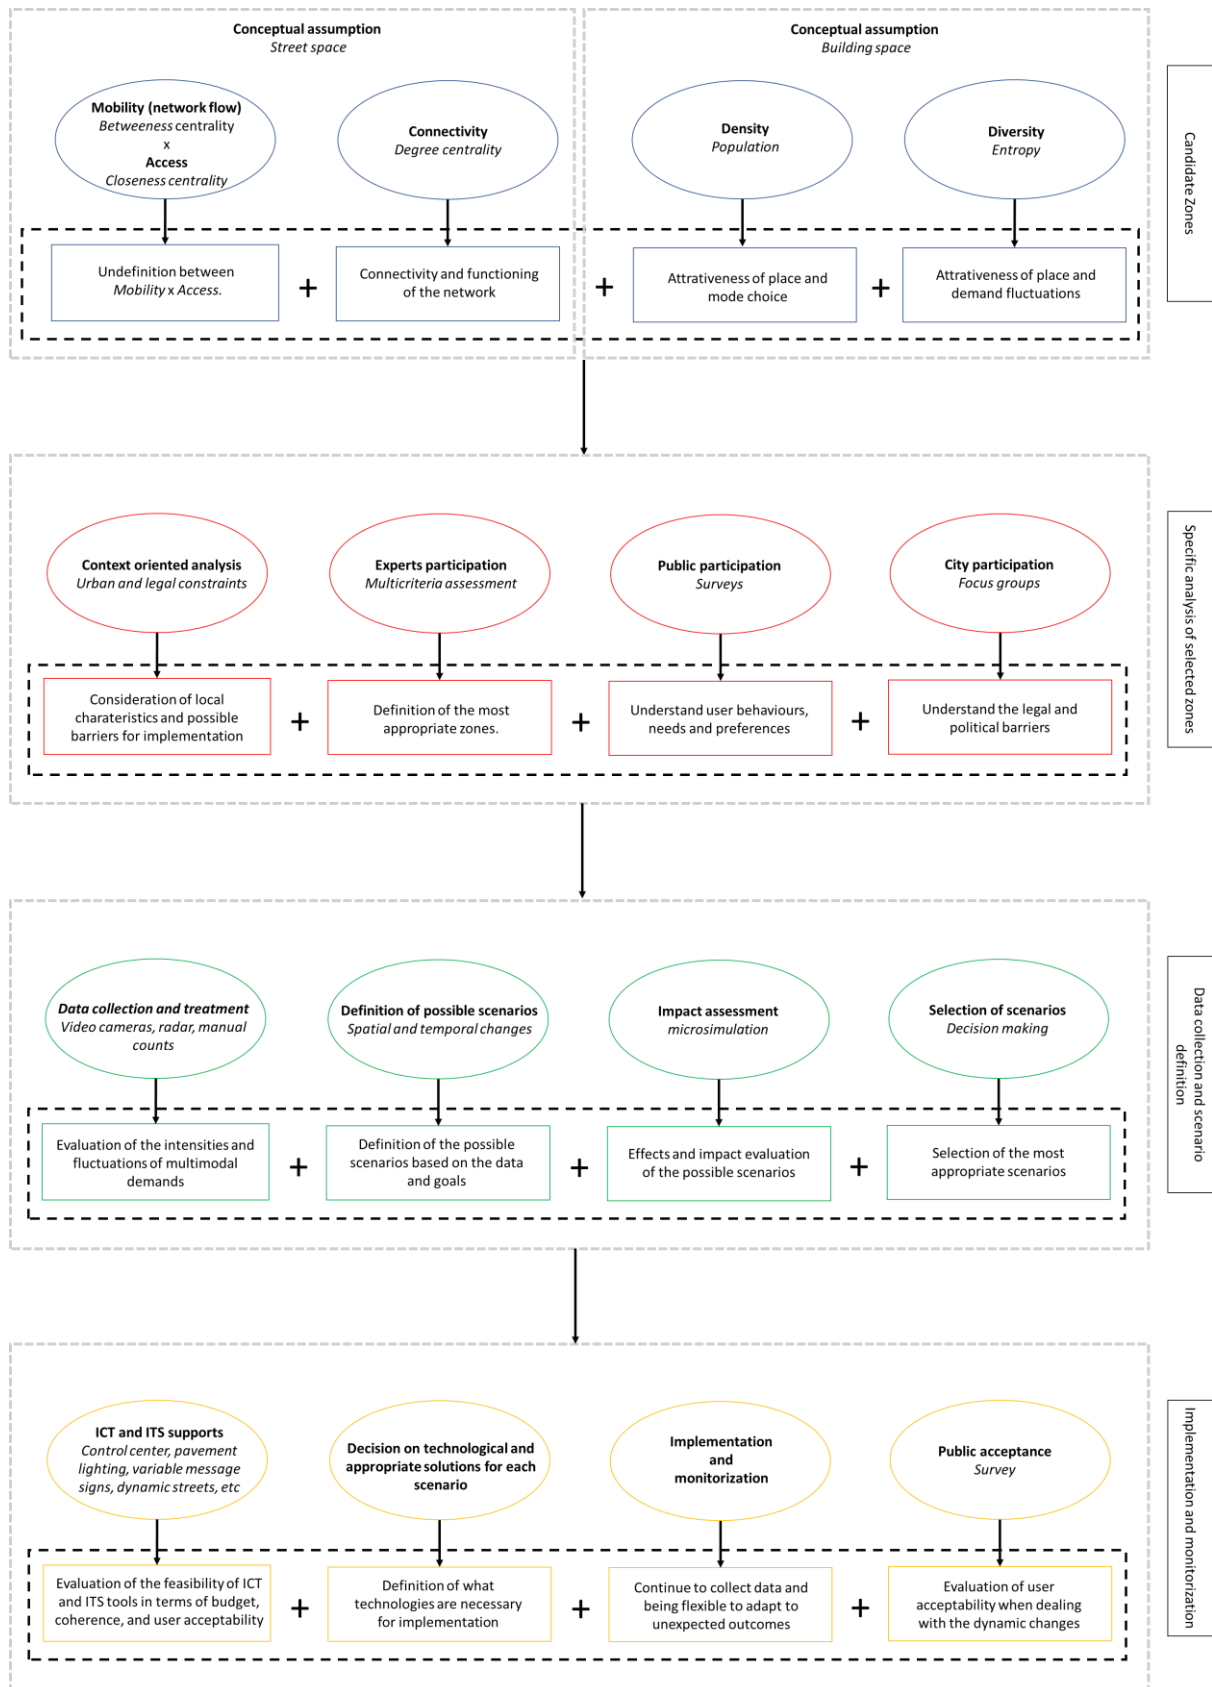 Conceptual assumption
Street space
Conceptual assumption
Building space
Mobility (network flow)
Betweeness centrality
x
Access
Closeness centrality
Connectivity
Degree centrality
Density
Population
Diversity
Entropy
Undefinition between
Mobility x Access.
+
Connectivity and functioning
of the network
+
Attrativeness of place and
mode choice
+
Attrativeness of place and
demand fluctuations
Candidate Zones
Context oriented analysis
Urban and legal constraints
Experts participation
Multicriteria assessment
Public participation
Surveys
City participation
Focus groups
Consideration of local
charateristics and possible
barriers for implementation
+
Definition of the most
appropriate zones.
+
Understand user behaviours,
needs and preferences
+
Understand the legal and
political barriers
Specific analysis of selected zones
Data collection and treatment
Video cameras, radar, manual
counts
Definition of possible scenarios
Spatial and temporal changes
Impact assessment
microsimulation
Selection of scenarios
Decision making
Evaluation of the intensities and
fluctuations of multimodal
demands
+
Definition of the possible
scenarios based on the data
and goals
+
Effects and impact evaluation
of the possible scenarios
+
Selection of the most
appropriate scenarios
Data collection and scenario
definition
ICT and ITS supports
Control center, pavement
lighting, variable message
signs, dynamic streets, etc
Decision on technological and
appropriate solutions for each
scenario
Implementation
and
monitorization
Public acceptance
Survey
Evaluation of the feasibility of ICT
and ITS tools in terms of budget,
coherence, and user acceptability
+
Definition of what
technologies are necessary
for implementation
+
Continue to collect data and
being flexible to adapt to
unexpected outcomes
+
Evaluation of user
acceptability when dealing
with the dynamic changes
Implementation and monitorization